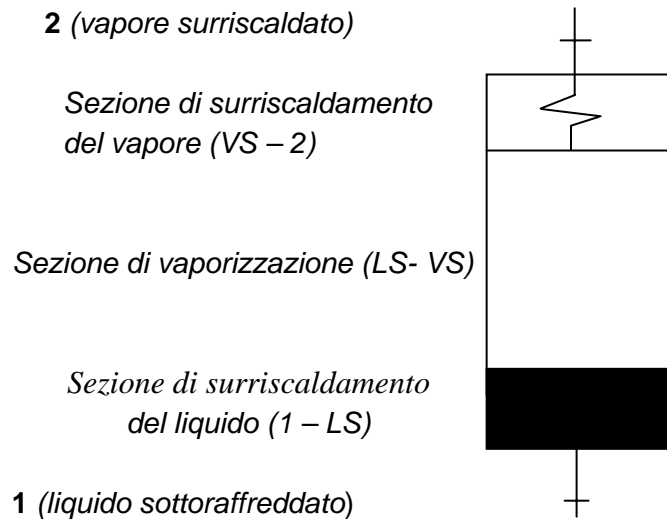 2 (vapore surriscaldato)
Sezione di surriscaldamento
del vapore (VS – 2)
Sezione di vaporizzazione (LS- VS)
Sezione di surriscaldamento
del liquido (1 – LS)
1 (liquido sottoraffreddato)